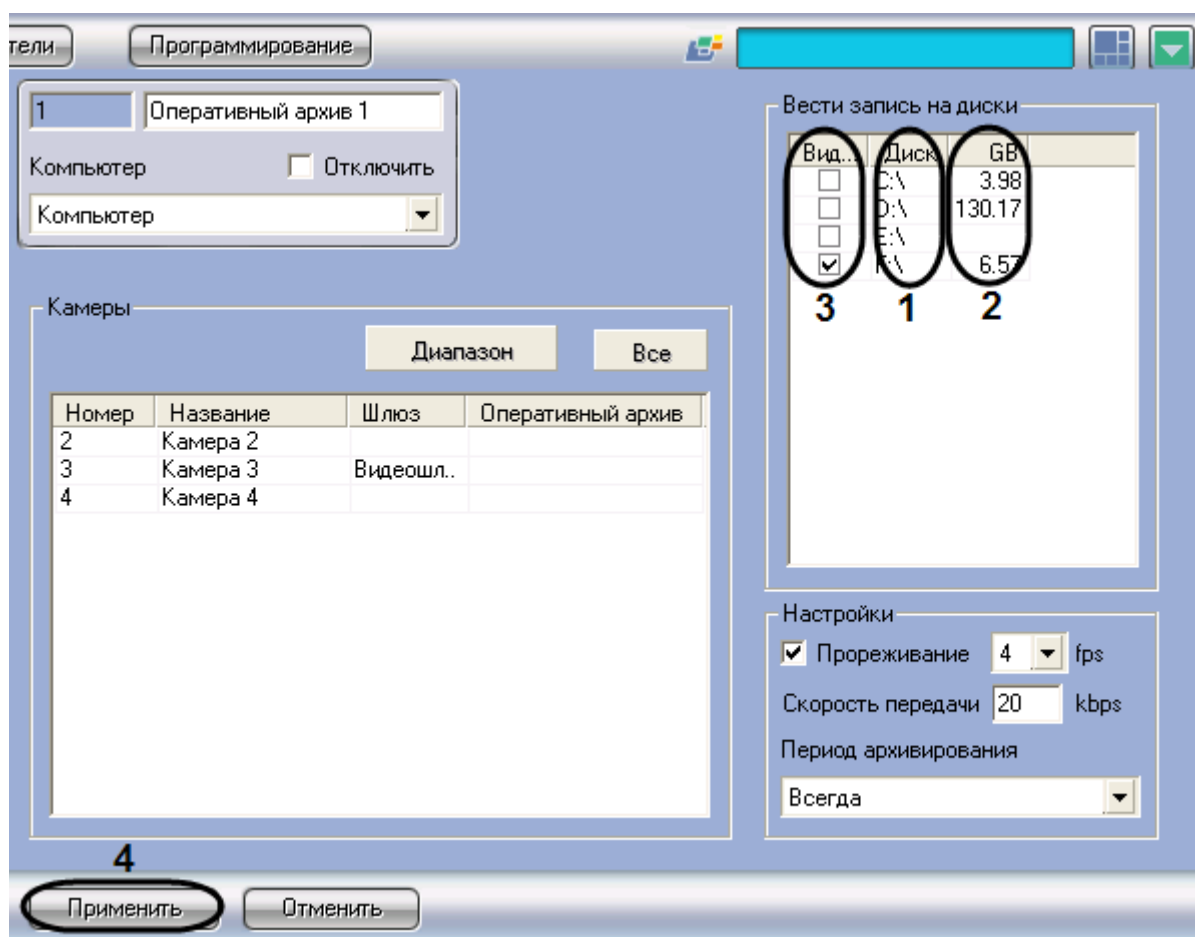 тели Программирование
1 Оперативный архив 1
Компьютер Отключить
Компьютер
Вести запись на диски
Вид... Диск GB
C:\ 3.98
D:\ 130.17
E:\
F:\ 6.57
3 1 2
Камеры
Диапазон Все
Номер Название Шлюз Оперативный архив
2 Камера 2
3 Камера 3 Видеошл..
4 Камера 4
Настройки
Прореживание 4 fps
Скорость передачи 20 kbps
Период архивирования
Всегда
4
Применить Отменить